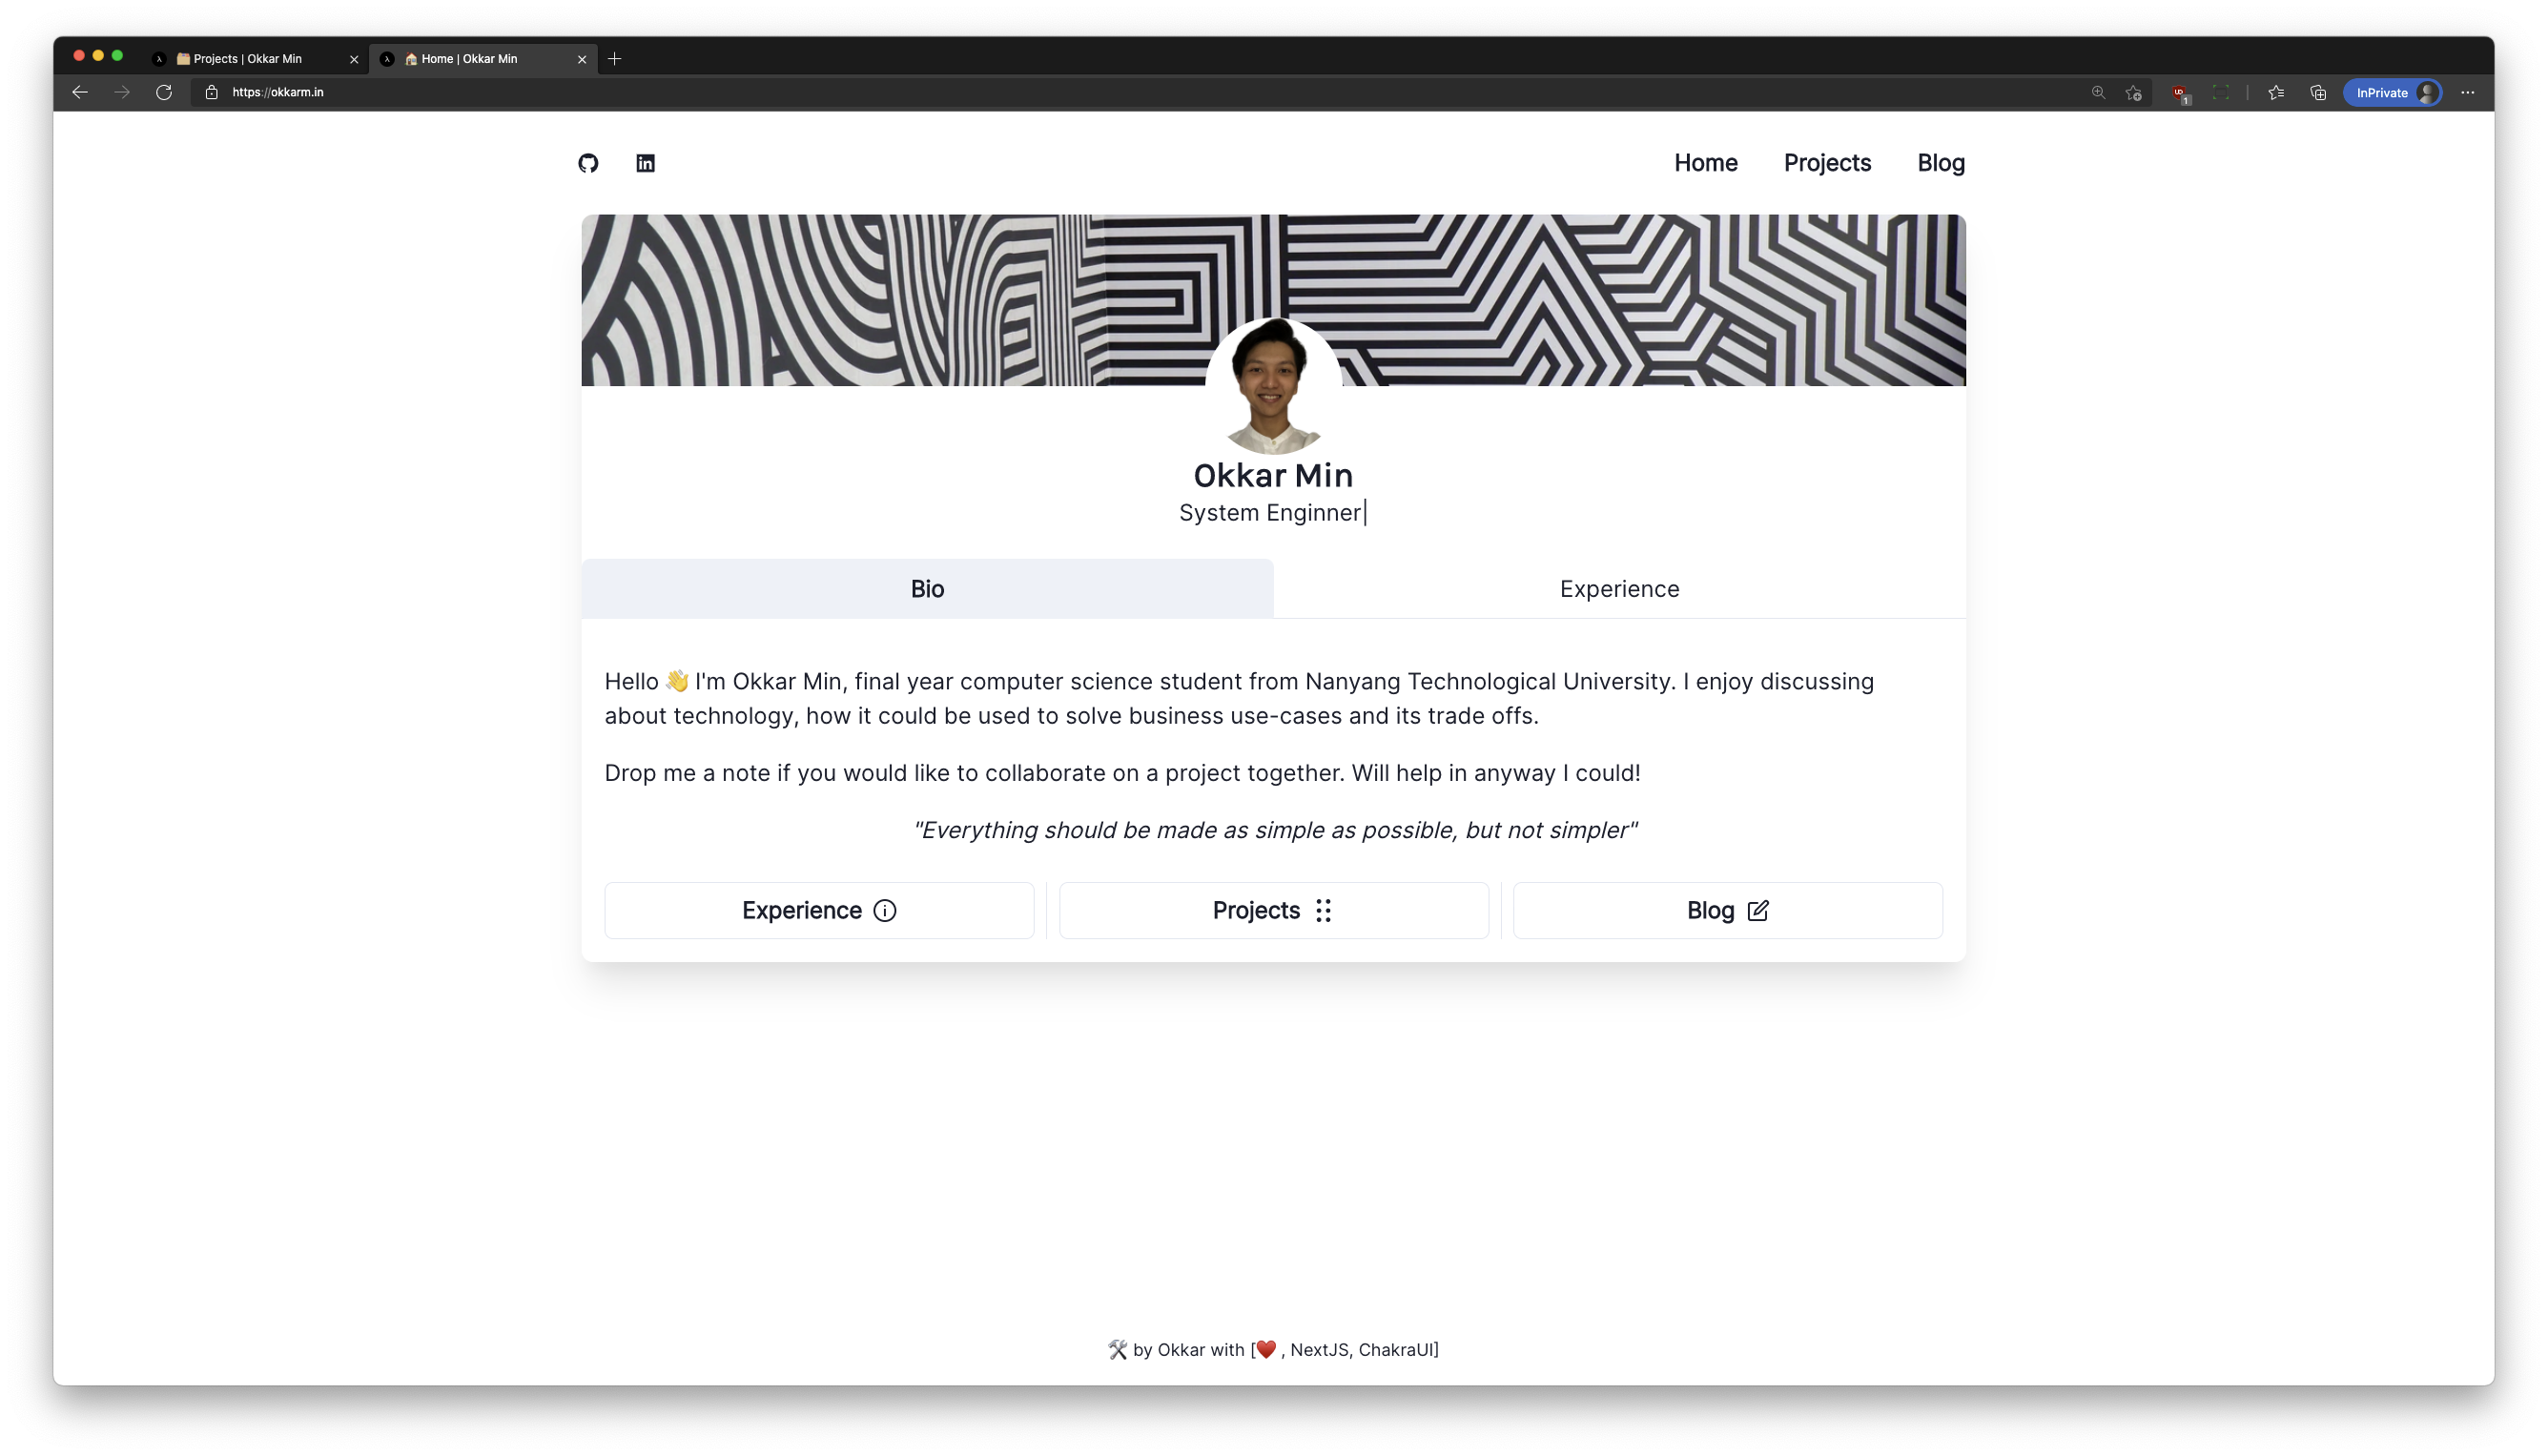 Projects | Okkar Min
Home | Okkar Min
https://okkarm.in
1
InPrivate
in
Home Projects Blog
Okkar Min
System Enginner
Bio Experience
Hello 👋 I'm Okkar Min, final year computer science student from Nanyang Technological University. I enjoy discussing
about technology, how it could be used to solve business use-cases and its trade offs.
Drop me a note if you would like to collaborate on a project together. Will help in anyway I could!
"Everything should be made as simple as possible, but not simpler"
Experience Projects Blog
🛠 by Okkar with [❤️ , NextJS, ChakraUI]